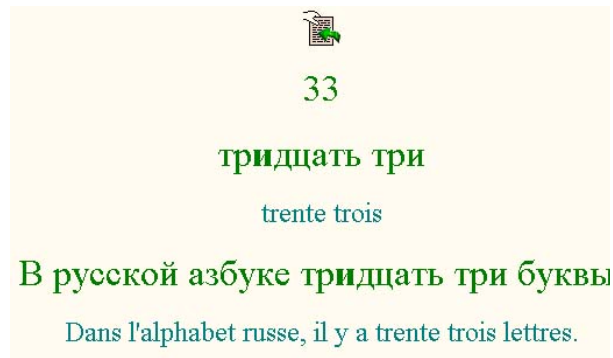 33
тридцать три
trente trois
В русской азбуке тридцать три буквы
Dans l'alphabet russe, il y a trente trois lettres.